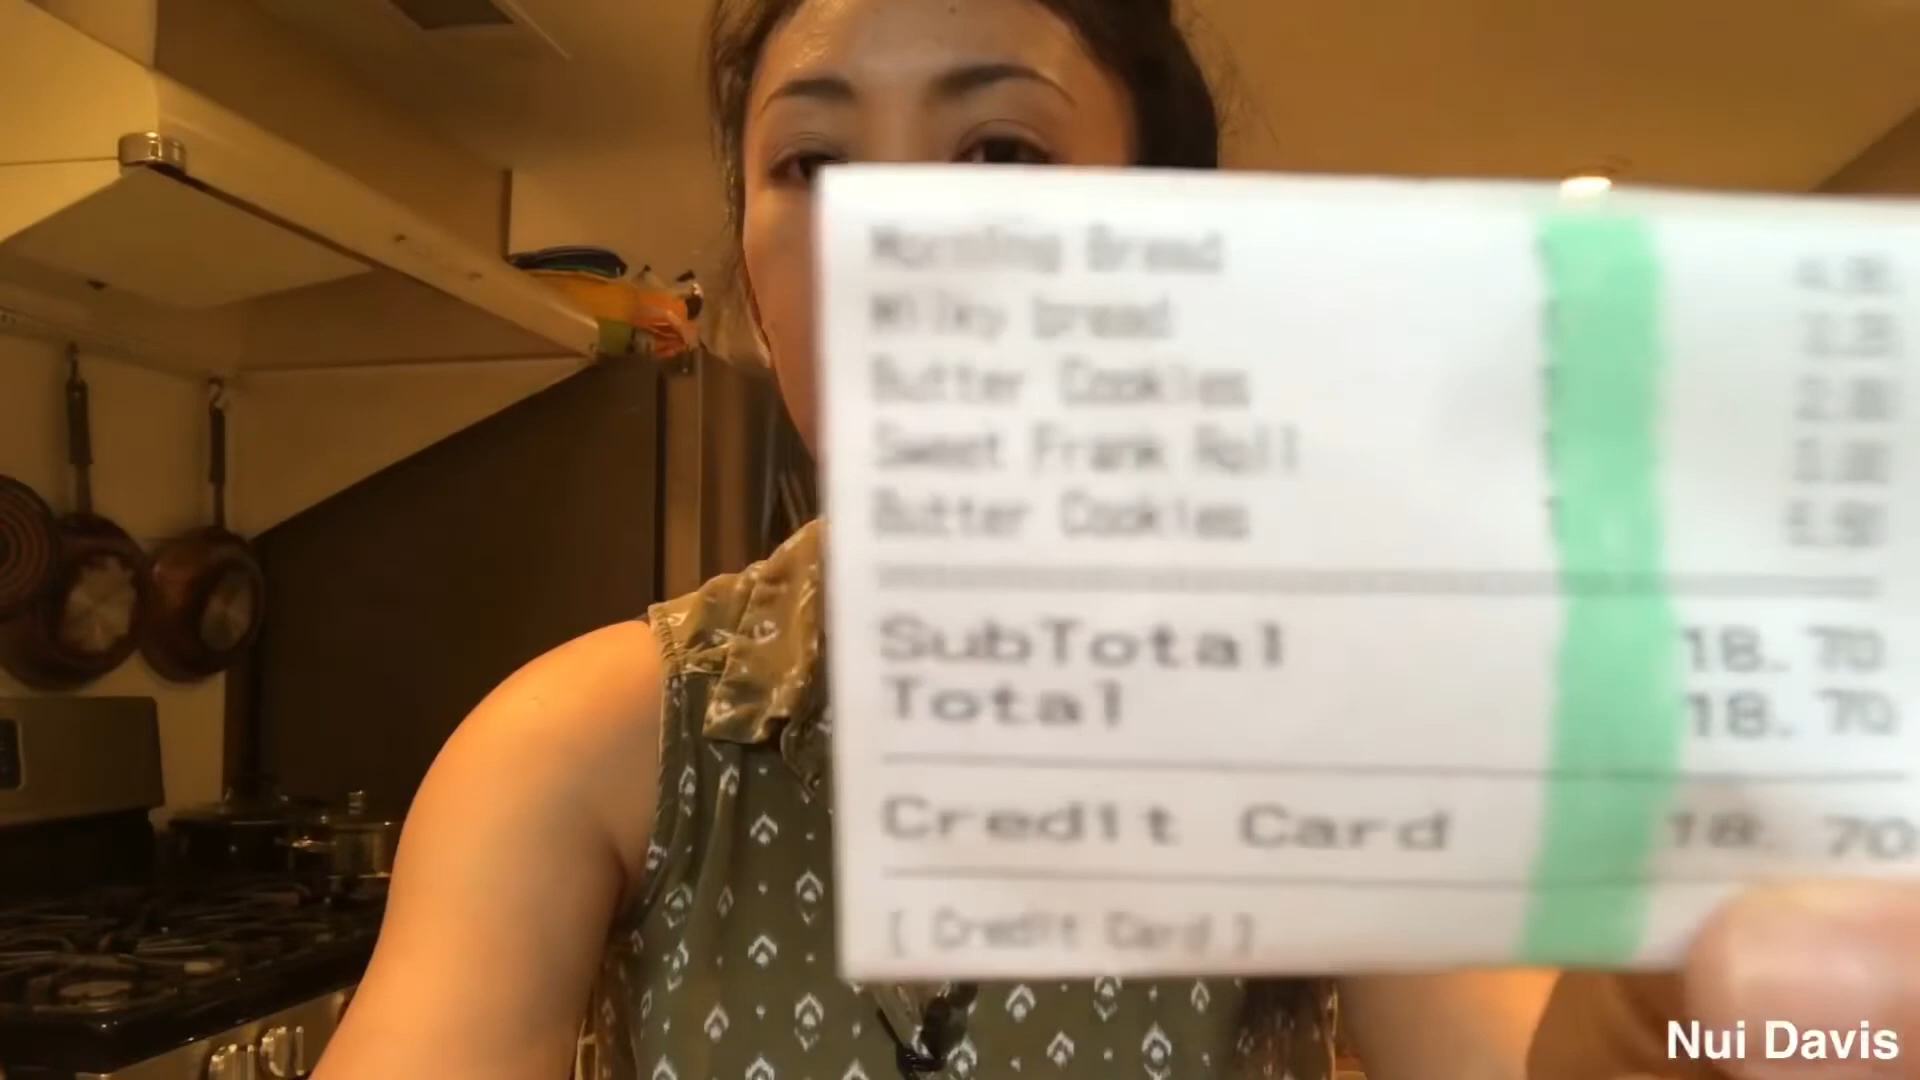 Morning Bread
Milky bread
Butter Cookies
Sweet Frank Roll
Butter Cookies
SubTotal 18.70
Total 18.70
Credit Card 18.70
[ Credit Card ]
Nui Davis